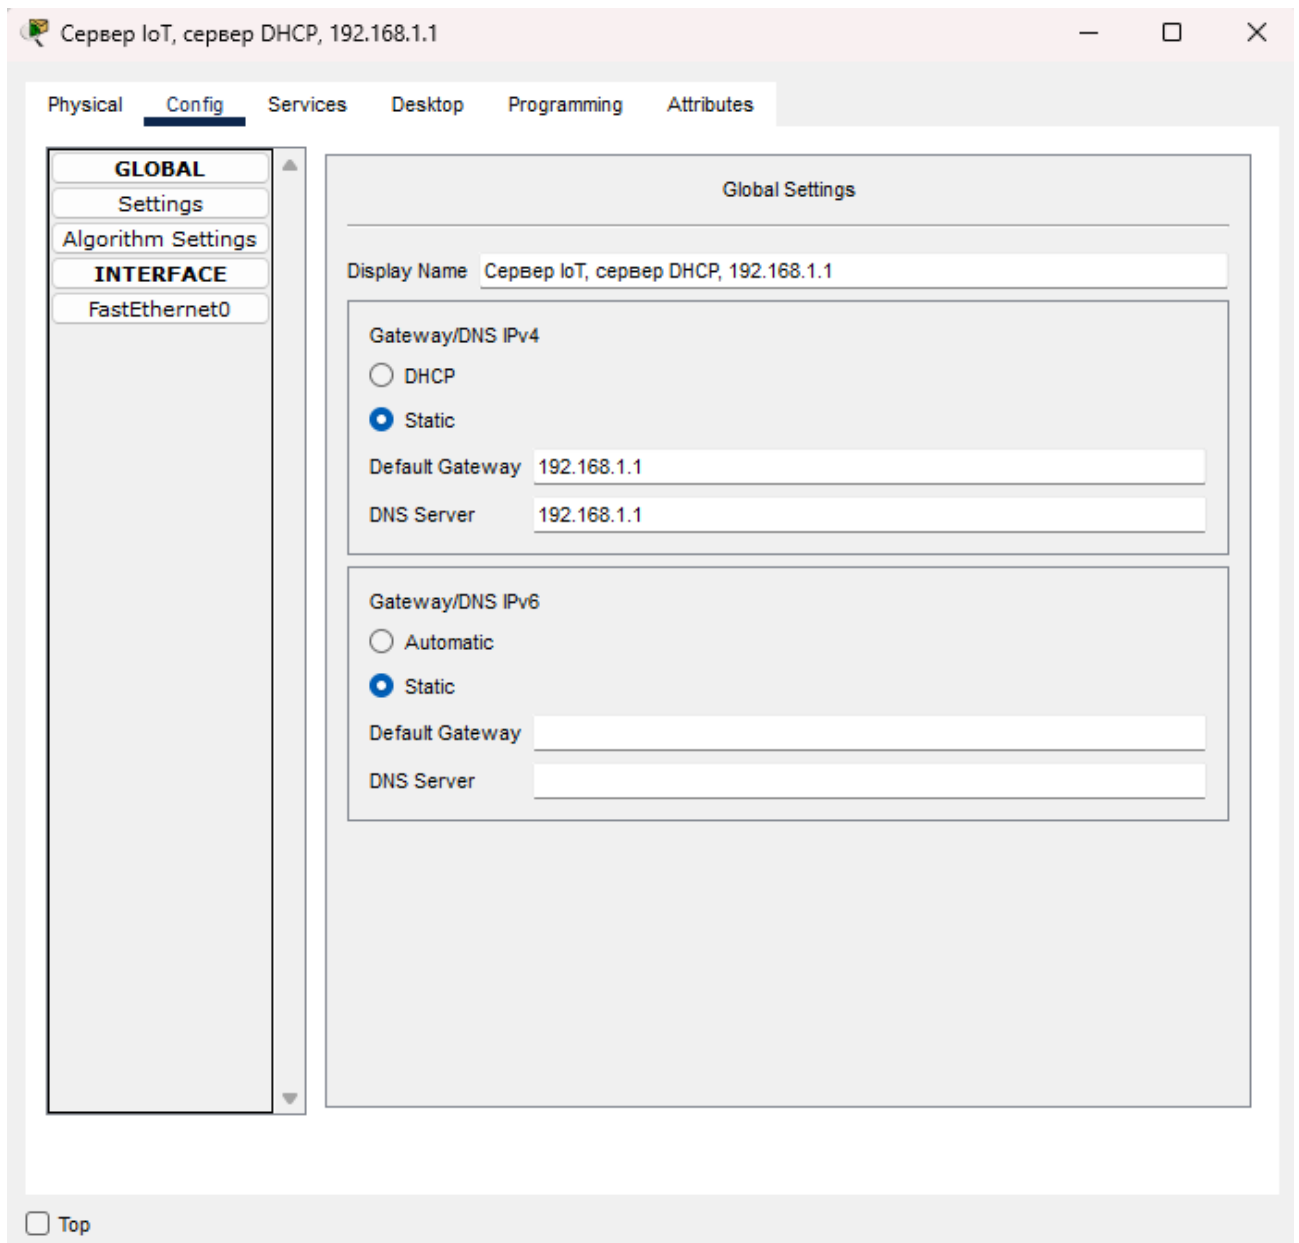 Сервер IoT, сервер DHCP, 192.168.1.1
Physical Config Services Desktop Programming Attributes
GLOBAL
Settings
Algorithm Settings
INTERFACE
FastEthernet0
Global Settings
Display Name Сервер IoT, сервер DHCP, 192.168.1.1
Gateway/DNS IPv4
DHCP
Static
Default Gateway 192.168.1.1
DNS Server 192.168.1.1
Gateway/DNS IPv6
Automatic
Static
Default Gateway
DNS Server
Top